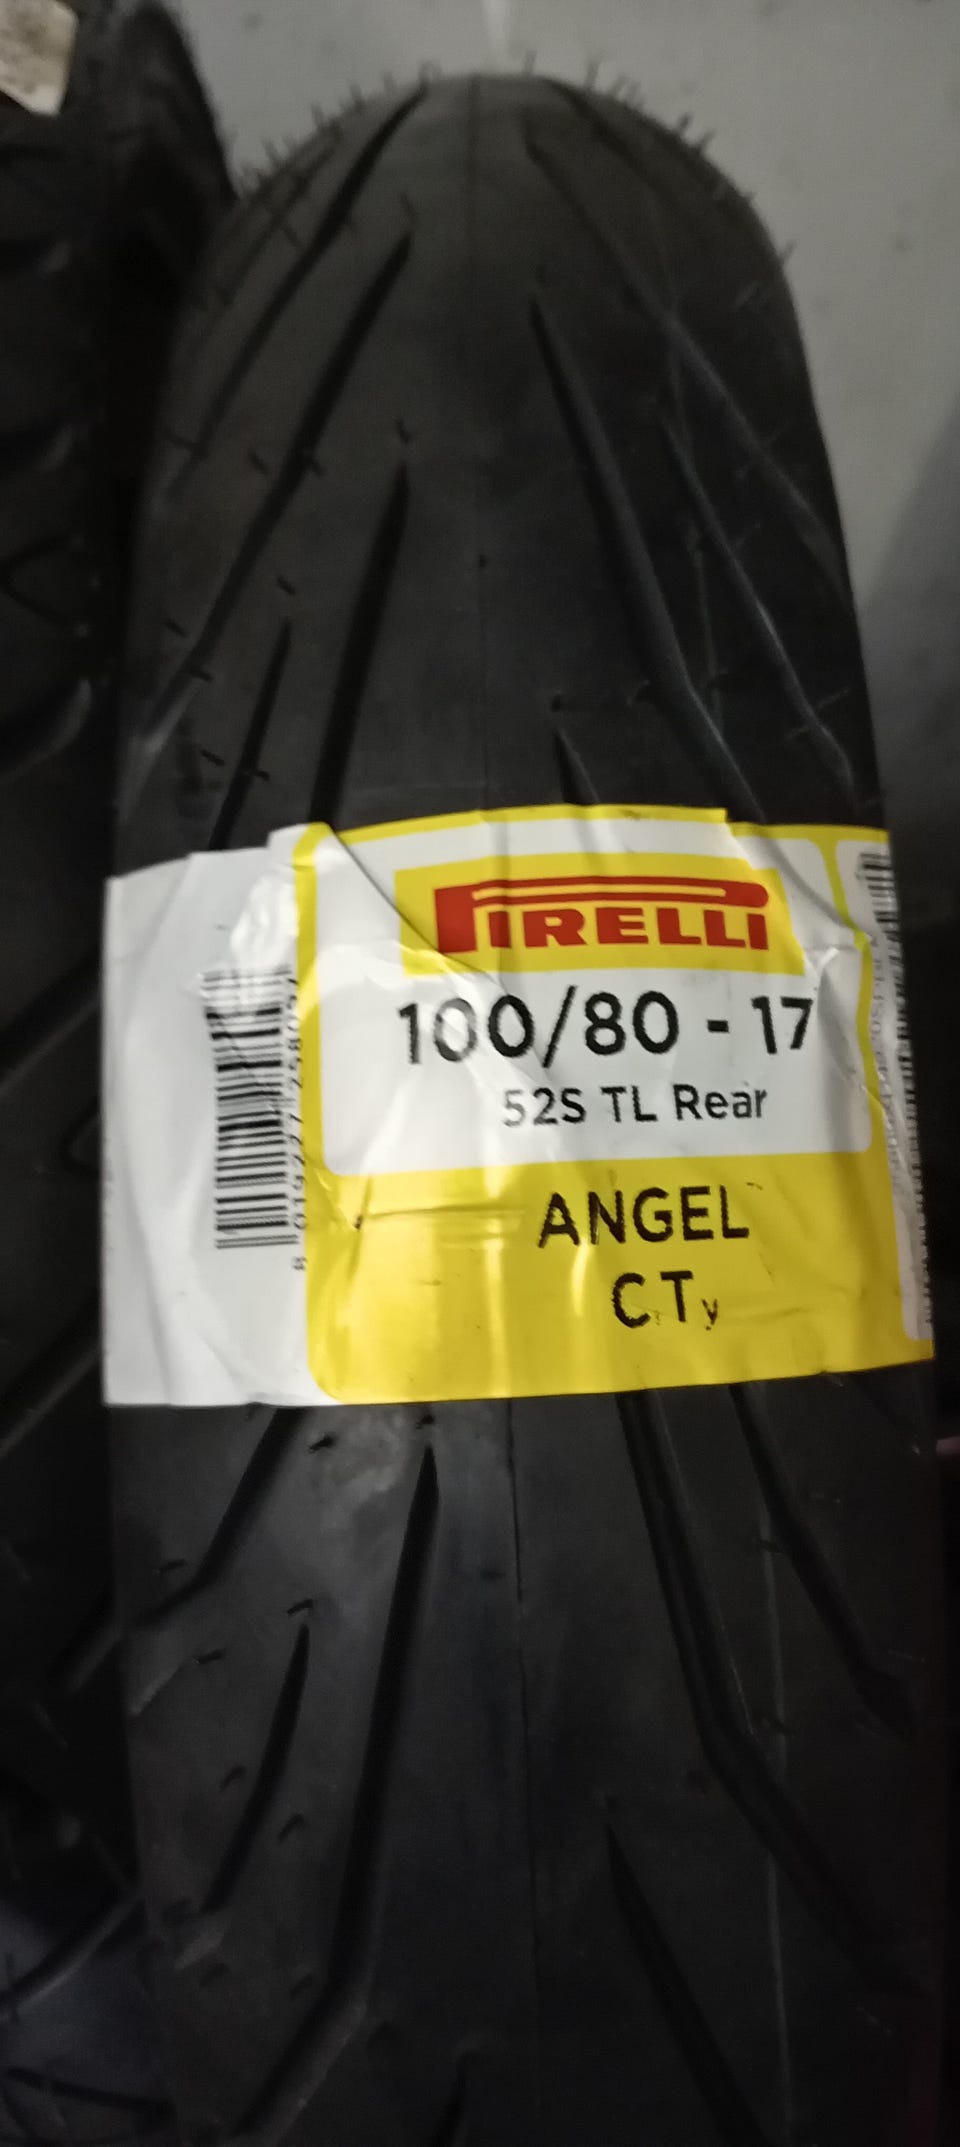 PIRELLI
100/80 - 17
52S TL Rear
ANGEL
CTy